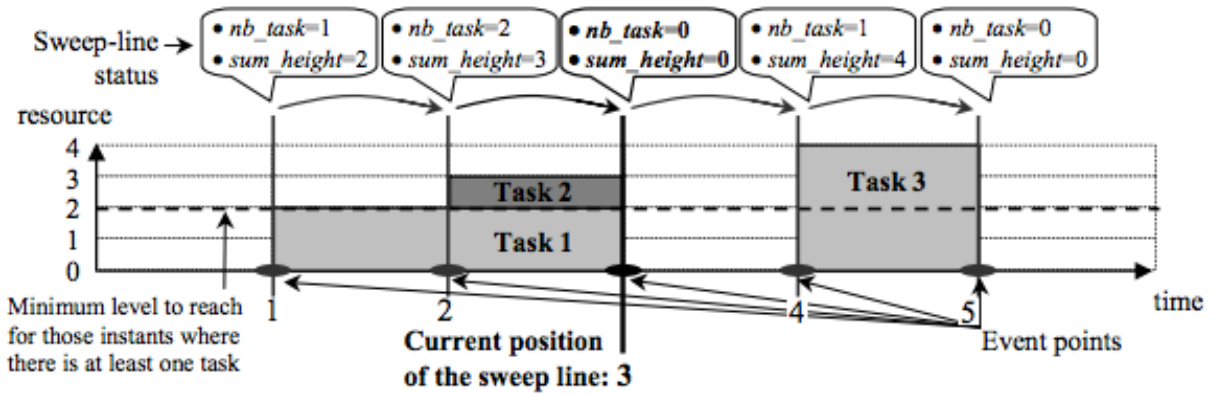 Sweep-line
status
• nb_task=1
• sum_height=2
• nb_task=2
• sum_height=3
• nb_task=0
• sum_height=0
• nb_task=1
• sum_height=4
• nb_task=0
• sum_height=0
resource
4
3
2
1
0
Task 2
Task 1
Task 3
1
2
4
5
time
Minimum level to reach
for those instants where
there is at least one task
Current position
of the sweep line: 3
Event points